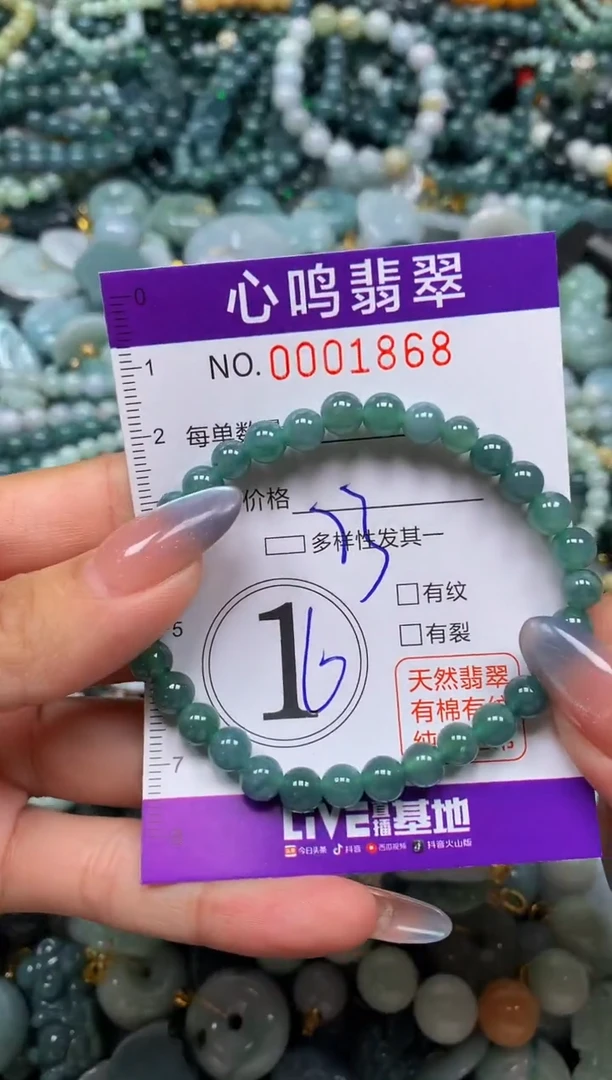 心鸣翡翠
NO.0001868
每单数
价格
多样性发其一
有纹
有裂
天然翡翠
有棉有
纯
16
LIVE直播基地
今日头条 抖音 西瓜视频 抖音火山版
0
1
2
5
7